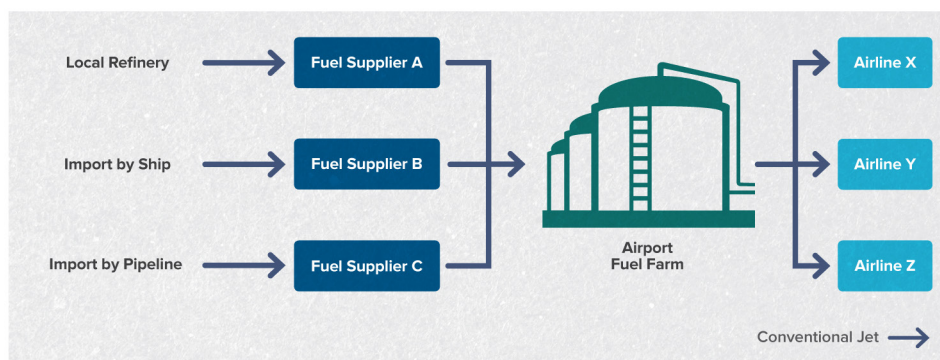 Local Refinery
Fuel Supplier A
Airline X
Import by Ship
Fuel Supplier B
Airline Y
Import by Pipeline
Fuel Supplier C
Airport
Fuel Farm
Airline Z
Conventional Jet